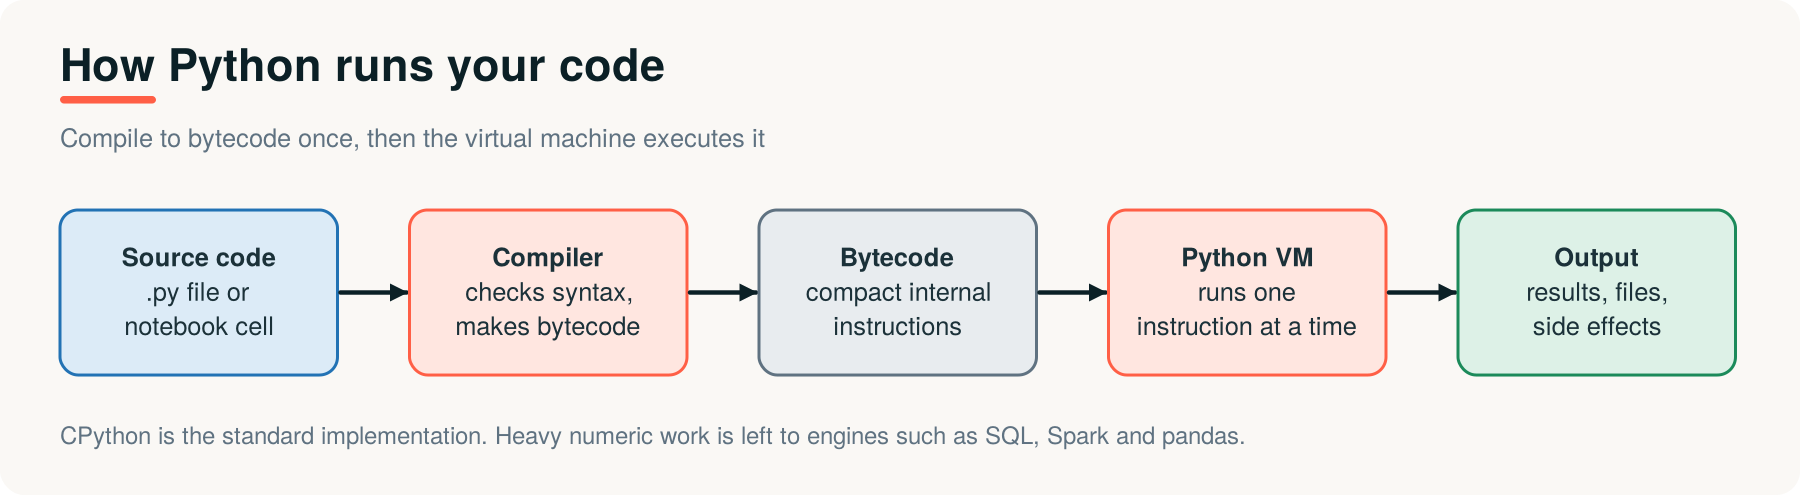 How Python runs your code
Compile to bytecode once, then the virtual machine executes it
Source code
.py file or
notebook cell
Compiler
checks syntax,
makes bytecode
Bytecode
compact internal
instructions
Python VM
runs one
instruction at a time
Output
results, files,
side effects
CPython is the standard implementation. Heavy numeric work is left to engines such as SQL, Spark and pandas.